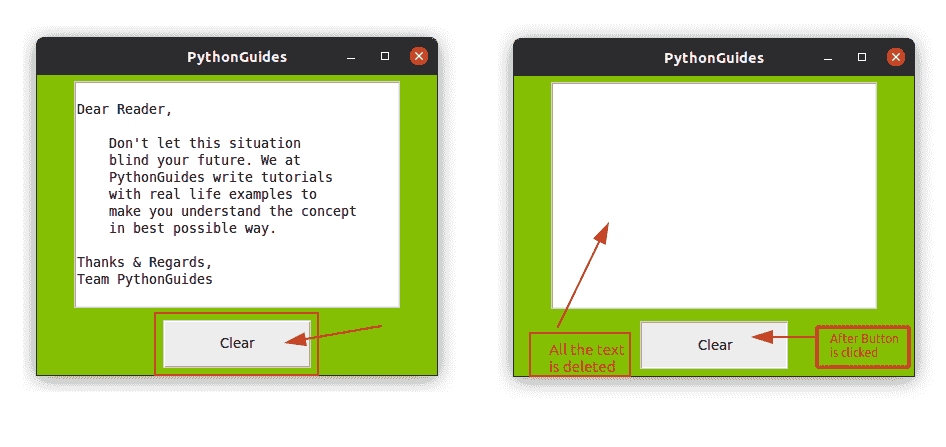 PythonGuides
Dear Reader,
Don't let this situation
blind your future. We at
PythonGuides write tutorials
with real life examples to
make you understand the concept
in best possible way.
Thanks & Regards,
Team PythonGuides
Clear
PythonGuides
All the text
is deleted
Clear
After Button
is clicked